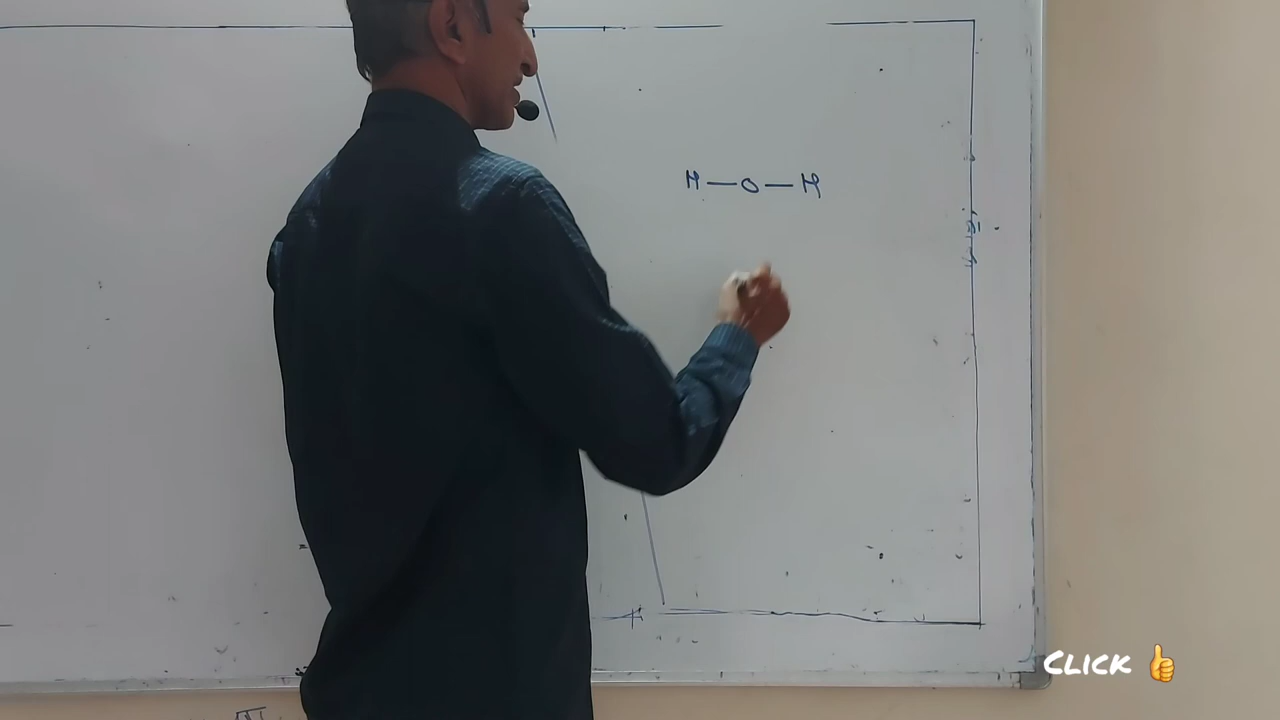 H — O — H
CLICK 👍